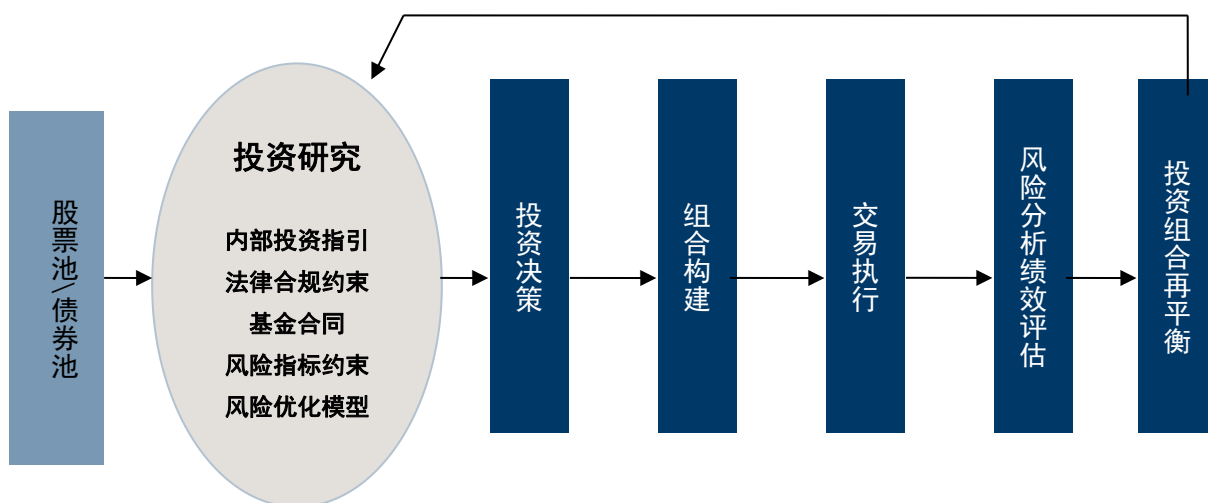 股票池/债券池
投资研究
内部投资指引
法律合规约束
基金合同
风险指标约束
风险优化模型
投资决策
组合构建
交易执行
风险分析绩效评估
投资组合再平衡